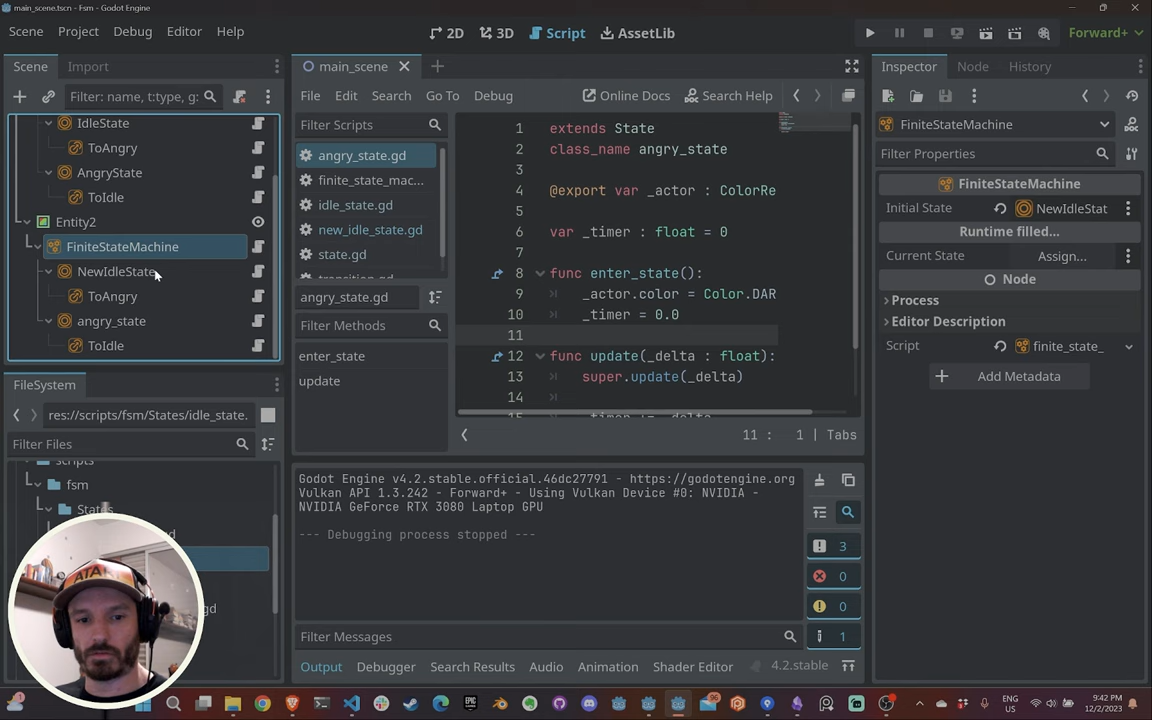 main_scene.tscn - Fsm - Godot Engine
Scene Project Debug Editor Help
2D 3D Script AssetLib
Forward+
Scene Import
Filter: name, t:type, g:
IdleState
ToAngry
AngryState
ToIdle
Entity2
FiniteStateMachine
NewIdleState
ToAngry
angry_state
ToIdle
FileSystem
res://scripts/fsm/States/idle_state.
Filter Files
scripts
fsm
States
main_scene
File Edit Search Go To Debug
Online Docs Search Help
Filter Scripts
angry_state.gd
finite_state_mac...
idle_state.gd
new_idle_state.gd
state.gd
transition.gd
angry_state.gd
Filter Methods
enter_state
update
1 extends State
2 class_name angry_state
3
4 @export var _actor : ColorRe
5
6 var _timer : float = 0
7
8 func enter_state():
9 _actor.color = Color.DAR
10 _timer = 0.0
11
12 func update(_delta : float):
13 super.update(_delta)
14
15 _timer += _delta
11 : 1 | Tabs
Godot Engine v4.2.stable.official.46dc27791 - https://godotengine.org
Vulkan API 1.3.242 - Forward+ - Using Vulkan Device #0: NVIDIA -
NVIDIA GeForce RTX 3080 Laptop GPU
--- Debugging process stopped ---
3
0
0
1
Filter Messages
Output Debugger Search Results Audio Animation Shader Editor 4.2.stable
Inspector Node History
FiniteStateMachine
Filter Properties
FiniteStateMachine
Initial State NewIdleStat
Runtime filled...
Current State Assign...
Node
Process
Editor Description
Script finite_state_
Add Metadata
ATA
96
ENG
US
9:42 PM
12/2/2023